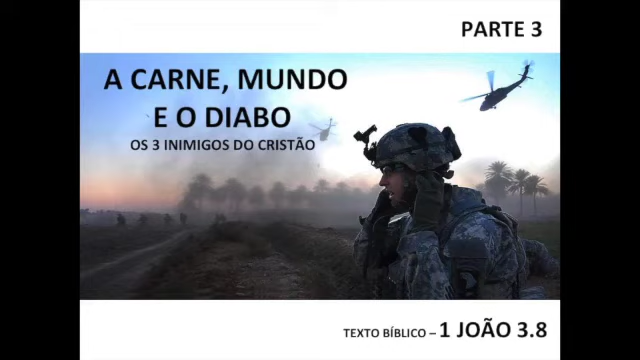 PARTE 3
A CARNE, MUNDO
E O DIABO
OS 3 INIMIGOS DO CRISTÃO
TEXTO BÍBLICO – 1 JOÃO 3.8